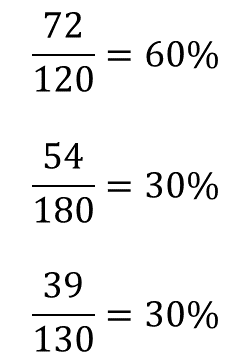 72/120 = 60%
54/180 = 30%
39/130 = 30%